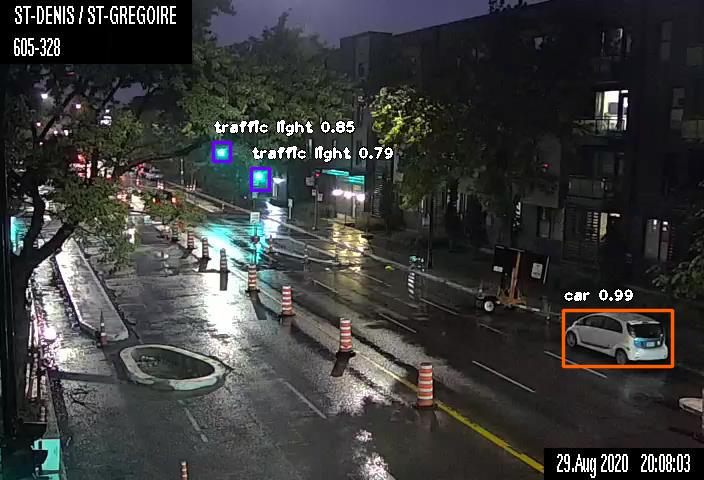 ST-DENIS / ST-GREGOIRE
605-328
traffic light 0.85
traffic light 0.79
car 0.99
29.Aug 2020 20:08:03